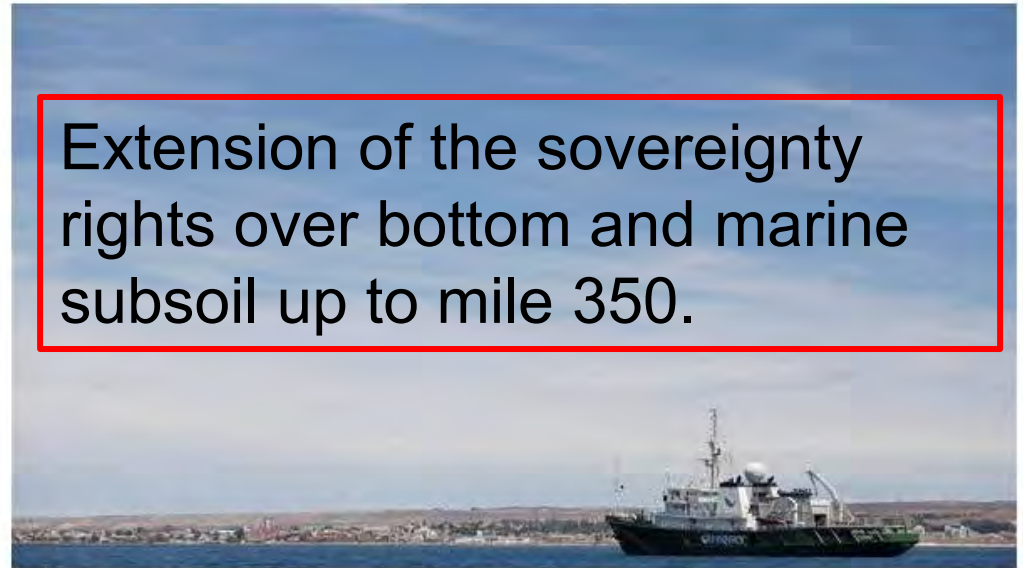 Extension of the sovereignty
rights over bottom and marine
subsoil up to mile 350.